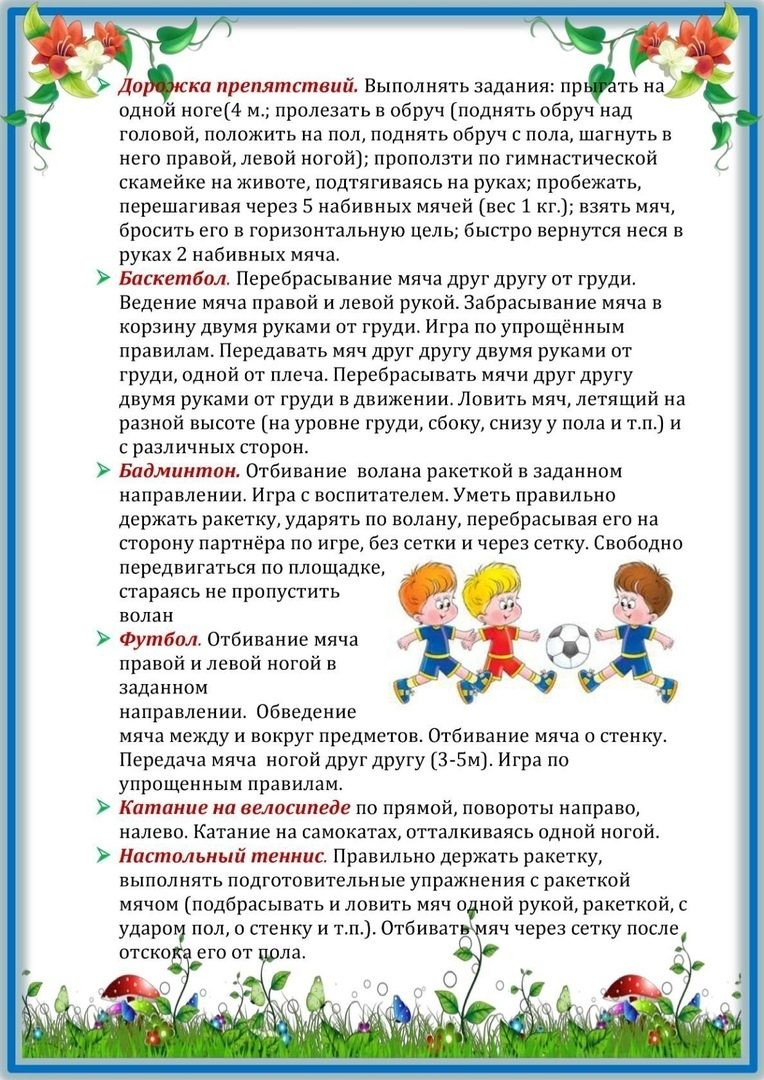 ➢ Дорожка препятствий. Выполнять задания: прыгать на
одной ноге(4 м.; пролезать в обруч (поднять обруч над
головой, положить на пол, поднять обруч с пола, шагнуть в
него правой, левой ногой); проползти по гимнастической
скамейке на животе, подтягиваясь на руках; пробежать,
перешагивая через 5 набивных мячей (вес 1 кг.); взять мяч,
бросить его в горизонтальную цель; быстро вернутся неся в
руках 2 набивных мяча.
➢ Баскетбол. Перебрасывание мяча друг другу от груди.
Ведение мяча правой и левой рукой. Забрасывание мяча в
корзину двумя руками от груди. Игра по упрощённым
правилам. Передавать мяч друг другу двумя руками от
груди, одной от плеча. Перебрасывать мячи друг другу
двумя руками от груди в движении. Ловить мяч, летящий на
разной высоте (на уровне груди, сбоку, снизу у пола и т.п.) и
с различных сторон.
➢ Бадминтон. Отбивание волана ракеткой в заданном
направлении. Игра с воспитателем. Уметь правильно
держать ракетку, ударять по волану, перебрасывая его на
сторону партнёра по игре, без сетки и через сетку. Свободно
передвигаться по площадке,
стараясь не пропустить
волан
➢ Футбол. Отбивание мяча
правой и левой ногой в
заданном
направлении. Обведение
мяча между и вокруг предметов. Отбивание мяча о стенку.
Передача мяча ногой друг другу (3-5м). Игра по
упрощенным правилам.
➢ Катание на велосипеде по прямой, повороты направо,
налево. Катание на самокатах, отталкиваясь одной ногой.
➢ Настольный теннис. Правильно держать ракетку,
выполнять подготовительные упражнения с ракеткой
мячом (подбрасывать и ловить мяч одной рукой, ракеткой, с
ударом пол, о стенку и т.п.). Отбивать мяч через сетку после
отскока его от пола.